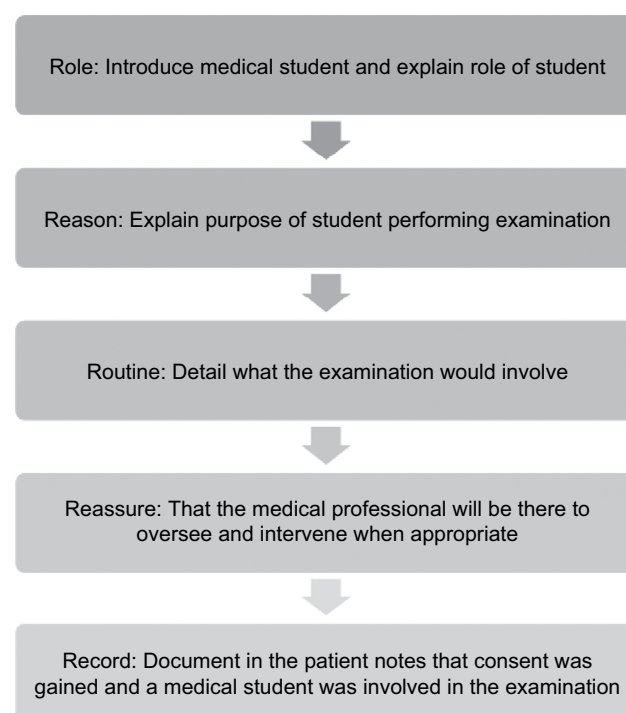 Role: Introduce medical student and explain role of student
Reason: Explain purpose of student performing examination
Routine: Detail what the examination would involve
Reassure: That the medical professional will be there to
oversee and intervene when appropriate
Record: Document in the patient notes that consent was
gained and a medical student was involved in the examination